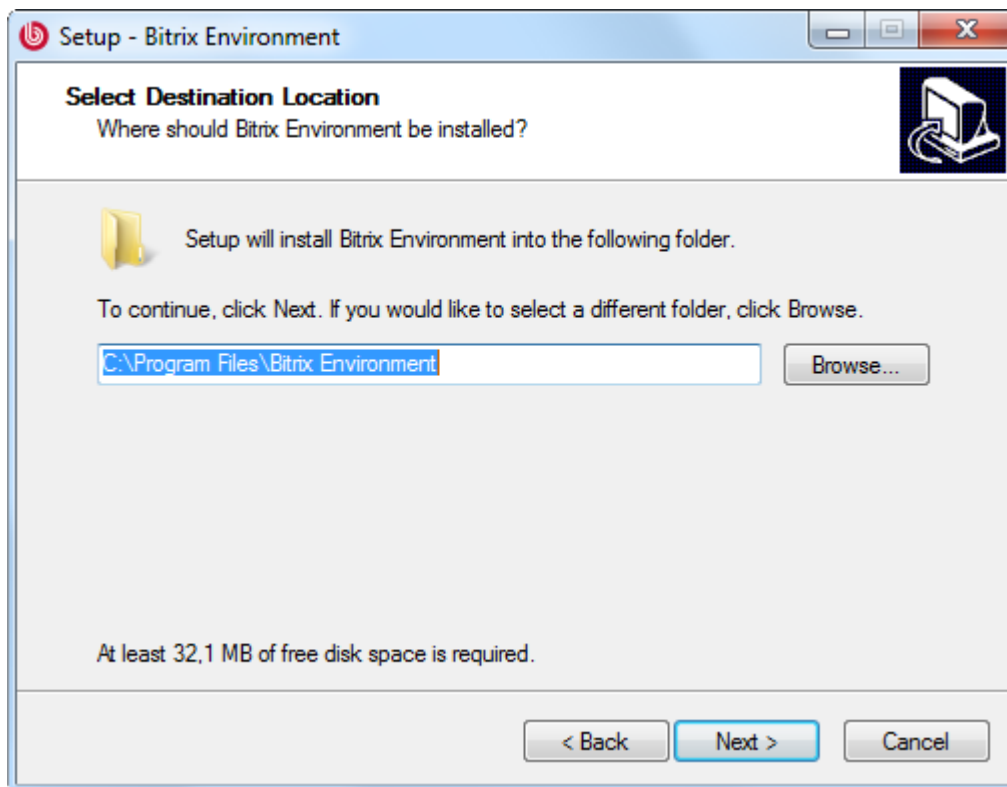 Setup - Bitrix Environment
Select Destination Location
Where should Bitrix Environment be installed?
Setup will install Bitrix Environment into the following folder.
To continue, click Next. If you would like to select a different folder, click Browse.
C:\Program Files\Bitrix Environment
Browse...
At least 32,1 MB of free disk space is required.
< Back
Next >
Cancel